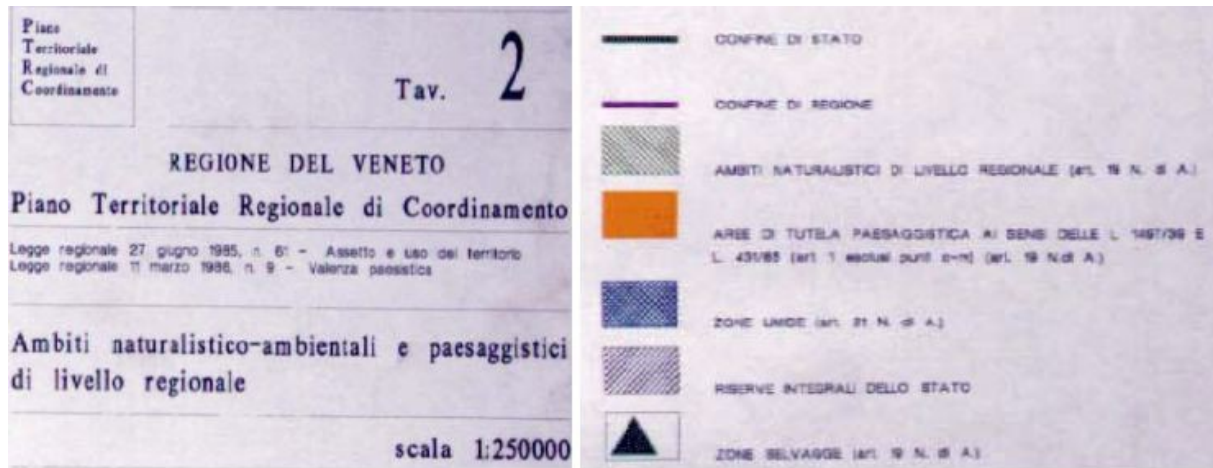 Piano
Territoriale
Regionale di
Coordinamento
Tav. 2
REGIONE DEL VENETO
Piano Territoriale Regionale di Coordinamento
Legge regionale 27 giugno 1985, n. 61 - Assetto e uso del territorio
Legge regionale 11 marzo 1986, n. 9 - Valenza paesistica
Ambiti naturalistico-ambientali e paesaggistici
di livello regionale
scala 1:250000
CONFINE DI STATO
CONFINE DI REGIONE
AMBITI NATURALISTICI DI LIVELLO REGIONALE (art. 19 N. di A.)
AREE DI TUTELA PAESAGGISTICA AI SENSI DELLE L. 1497/39 E
L. 431/85 (art. 1 esclusi punti e-m) (art. 19 N.di A.)
ZONE UMIDE (art. 21 N. di A.)
RISERVE INTEGRALI DELLO STATO
ZONE SELVAGGE (art. 19 N. di A.)